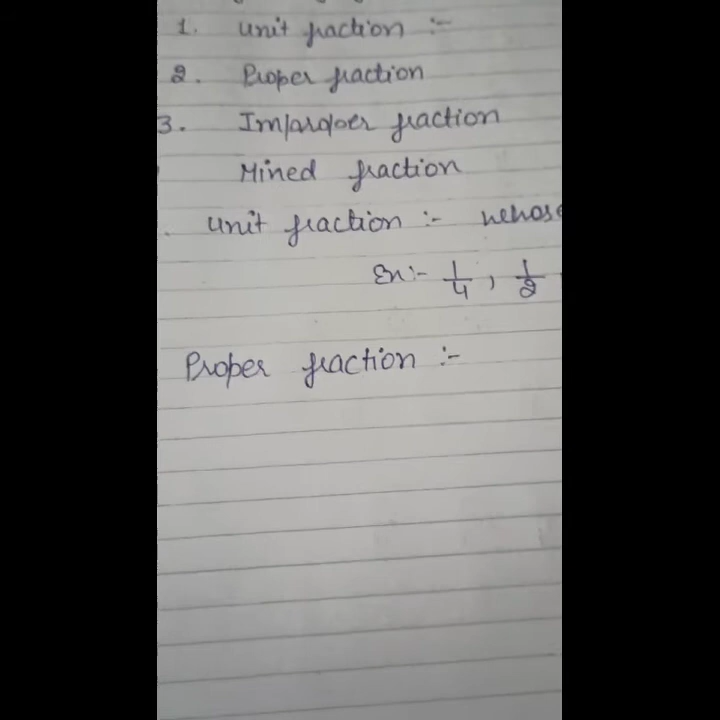 1. Unit fraction :-
2. Proper fraction
3. Improper fraction
Mixed fraction
. Unit fraction :- whose
Ex:- 1/4, 1/2
Proper fraction :-